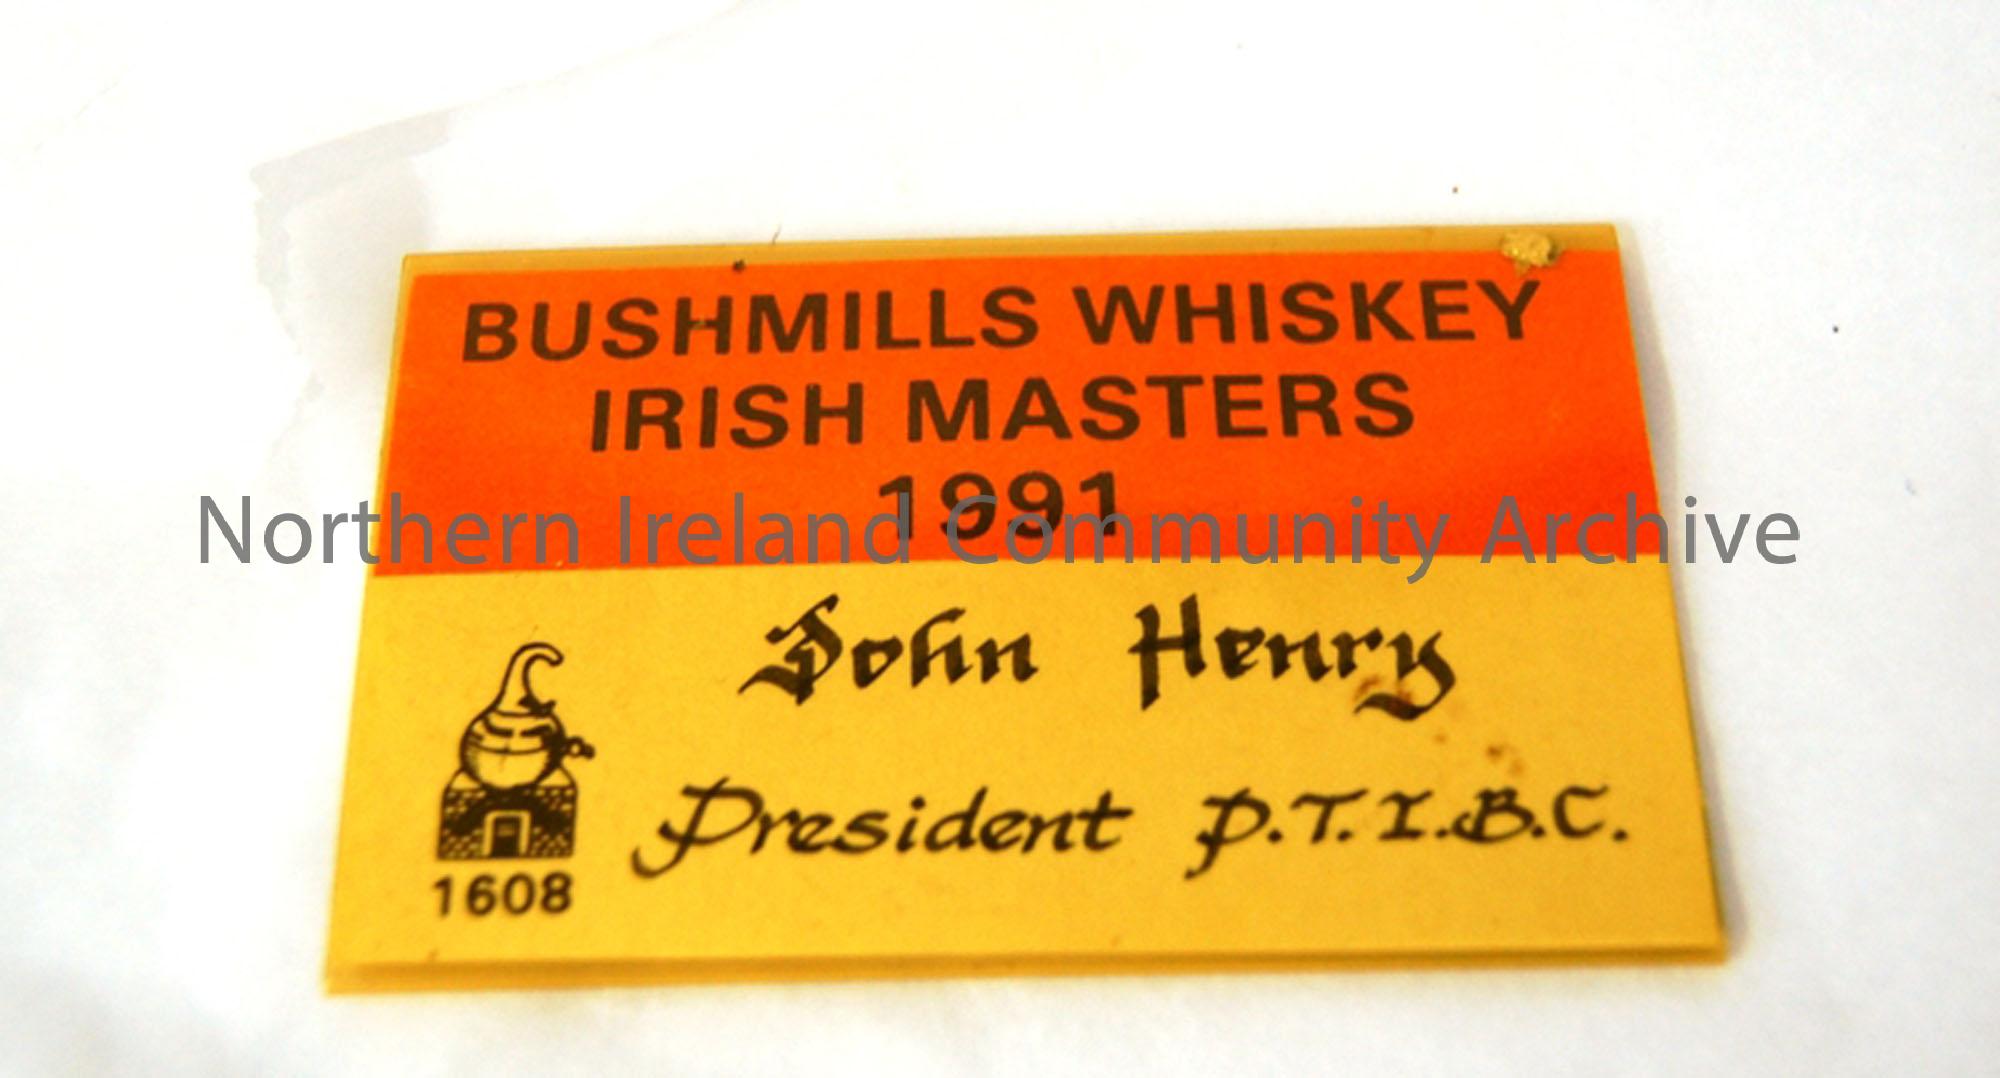 BUSHMILLS WHISKEY
IRISH MASTERS
1991
Northern Ireland Community Archive
John Henry
President P.T.I.B.C.
1608